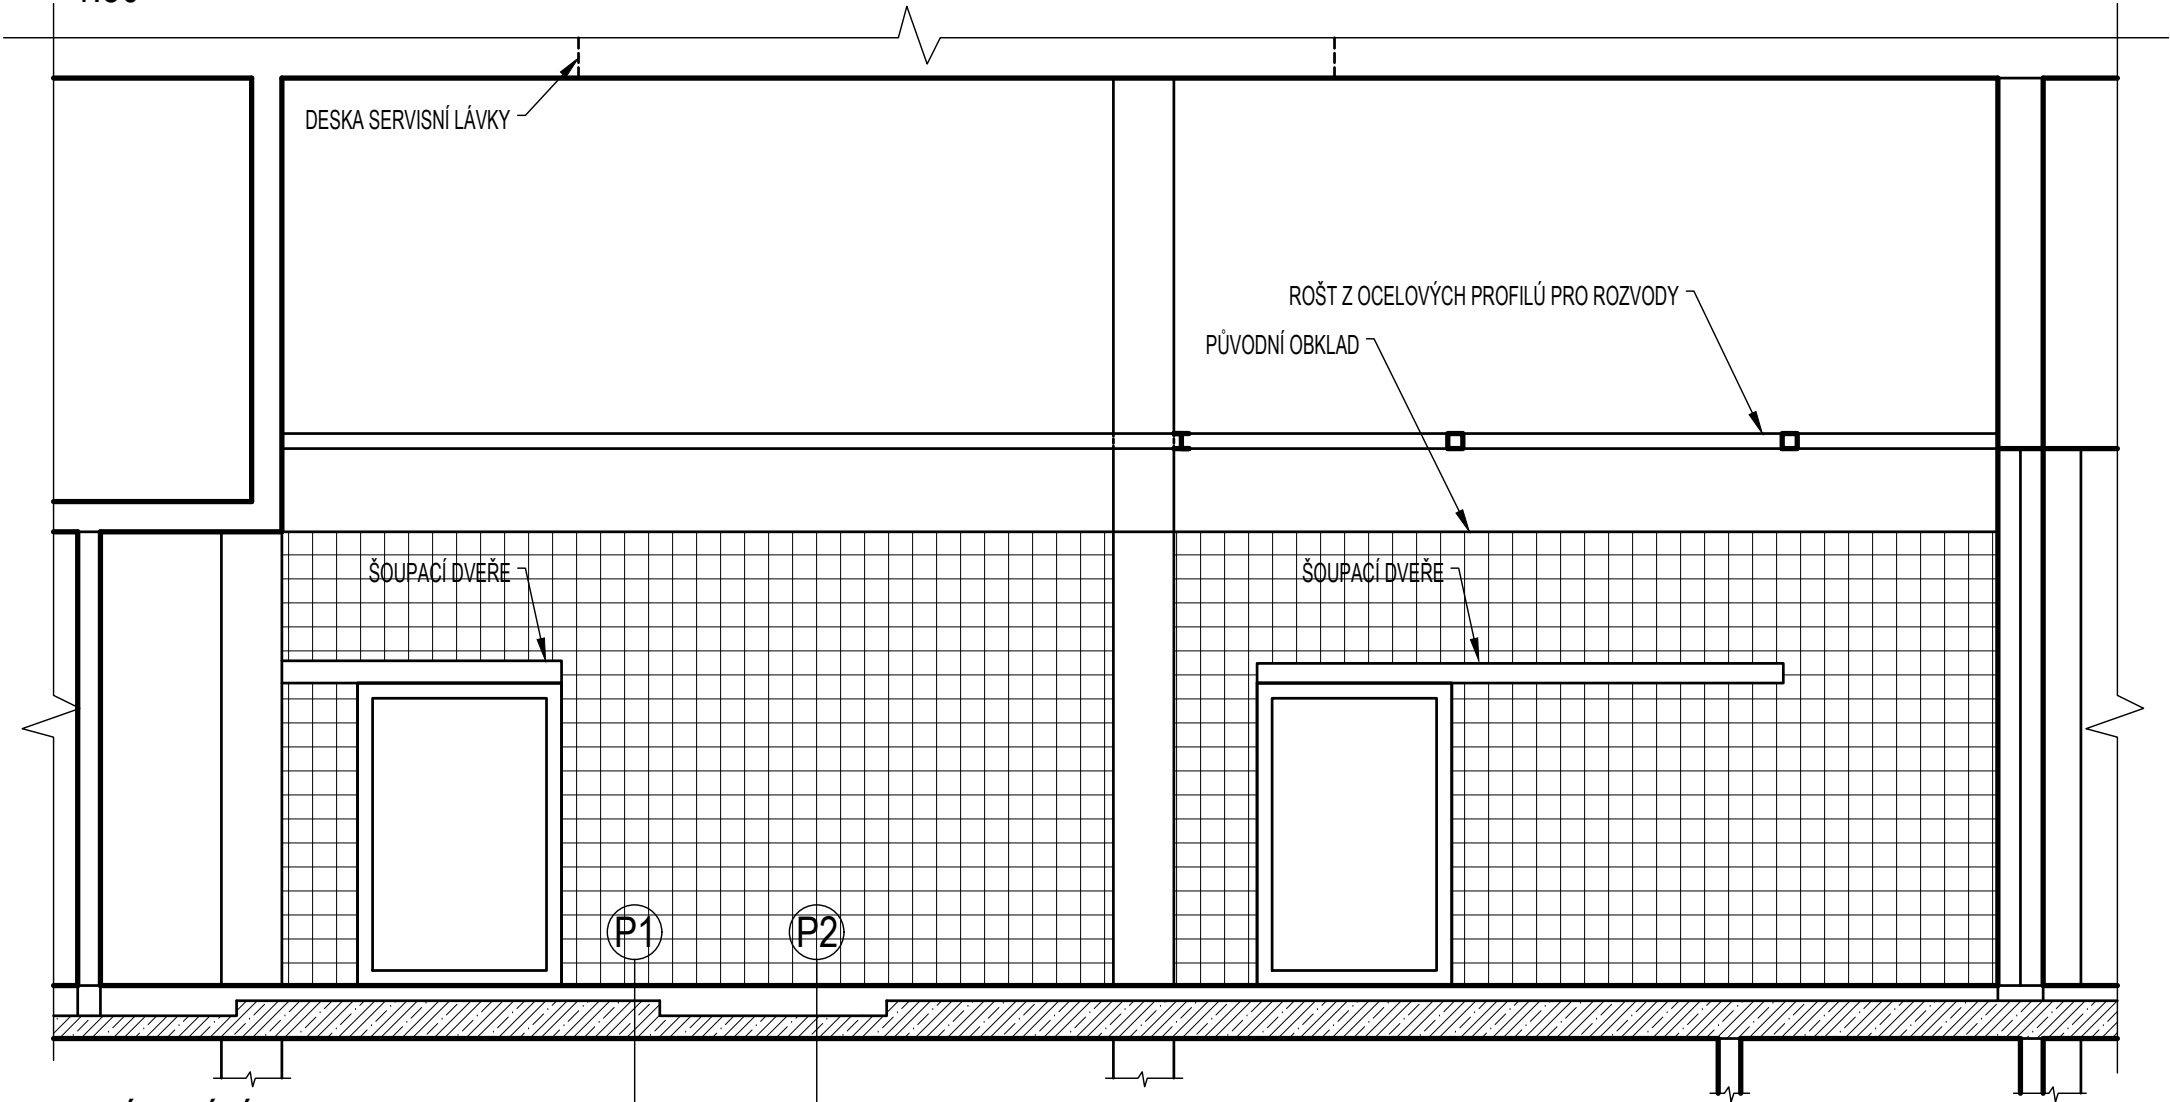 DESKA SERVISNÍ LÁVKY
ROŠT Z OCELOVÝCH PROFILŮ PRO ROZVODY
PŮVODNÍ OBKLAD
ŠOUPACÍ DVEŘE
ŠOUPACÍ DVEŘE
P1
P2